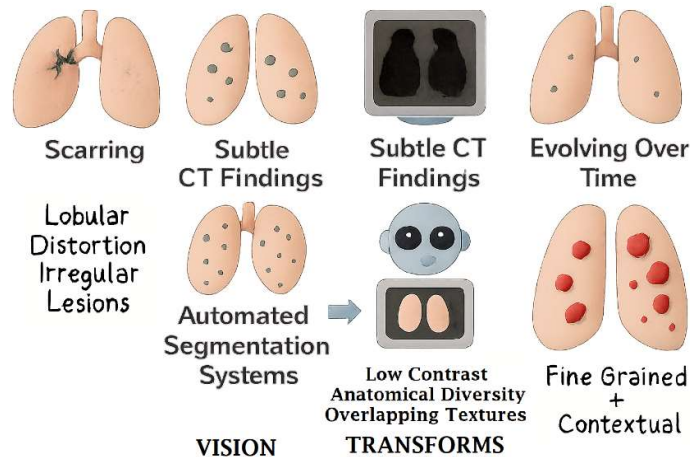 Scarring
Subtle
CT Findings
Subtle CT
Findings
Evolving Over
Time
Lobular
Distortion
Irregular
Lesions
Automated
Segmentation
Systems
Low Contrast
Anatomical Diversity
Overlapping Textures
Fine Grained
+
Contextual
VISION
TRANSFORMS